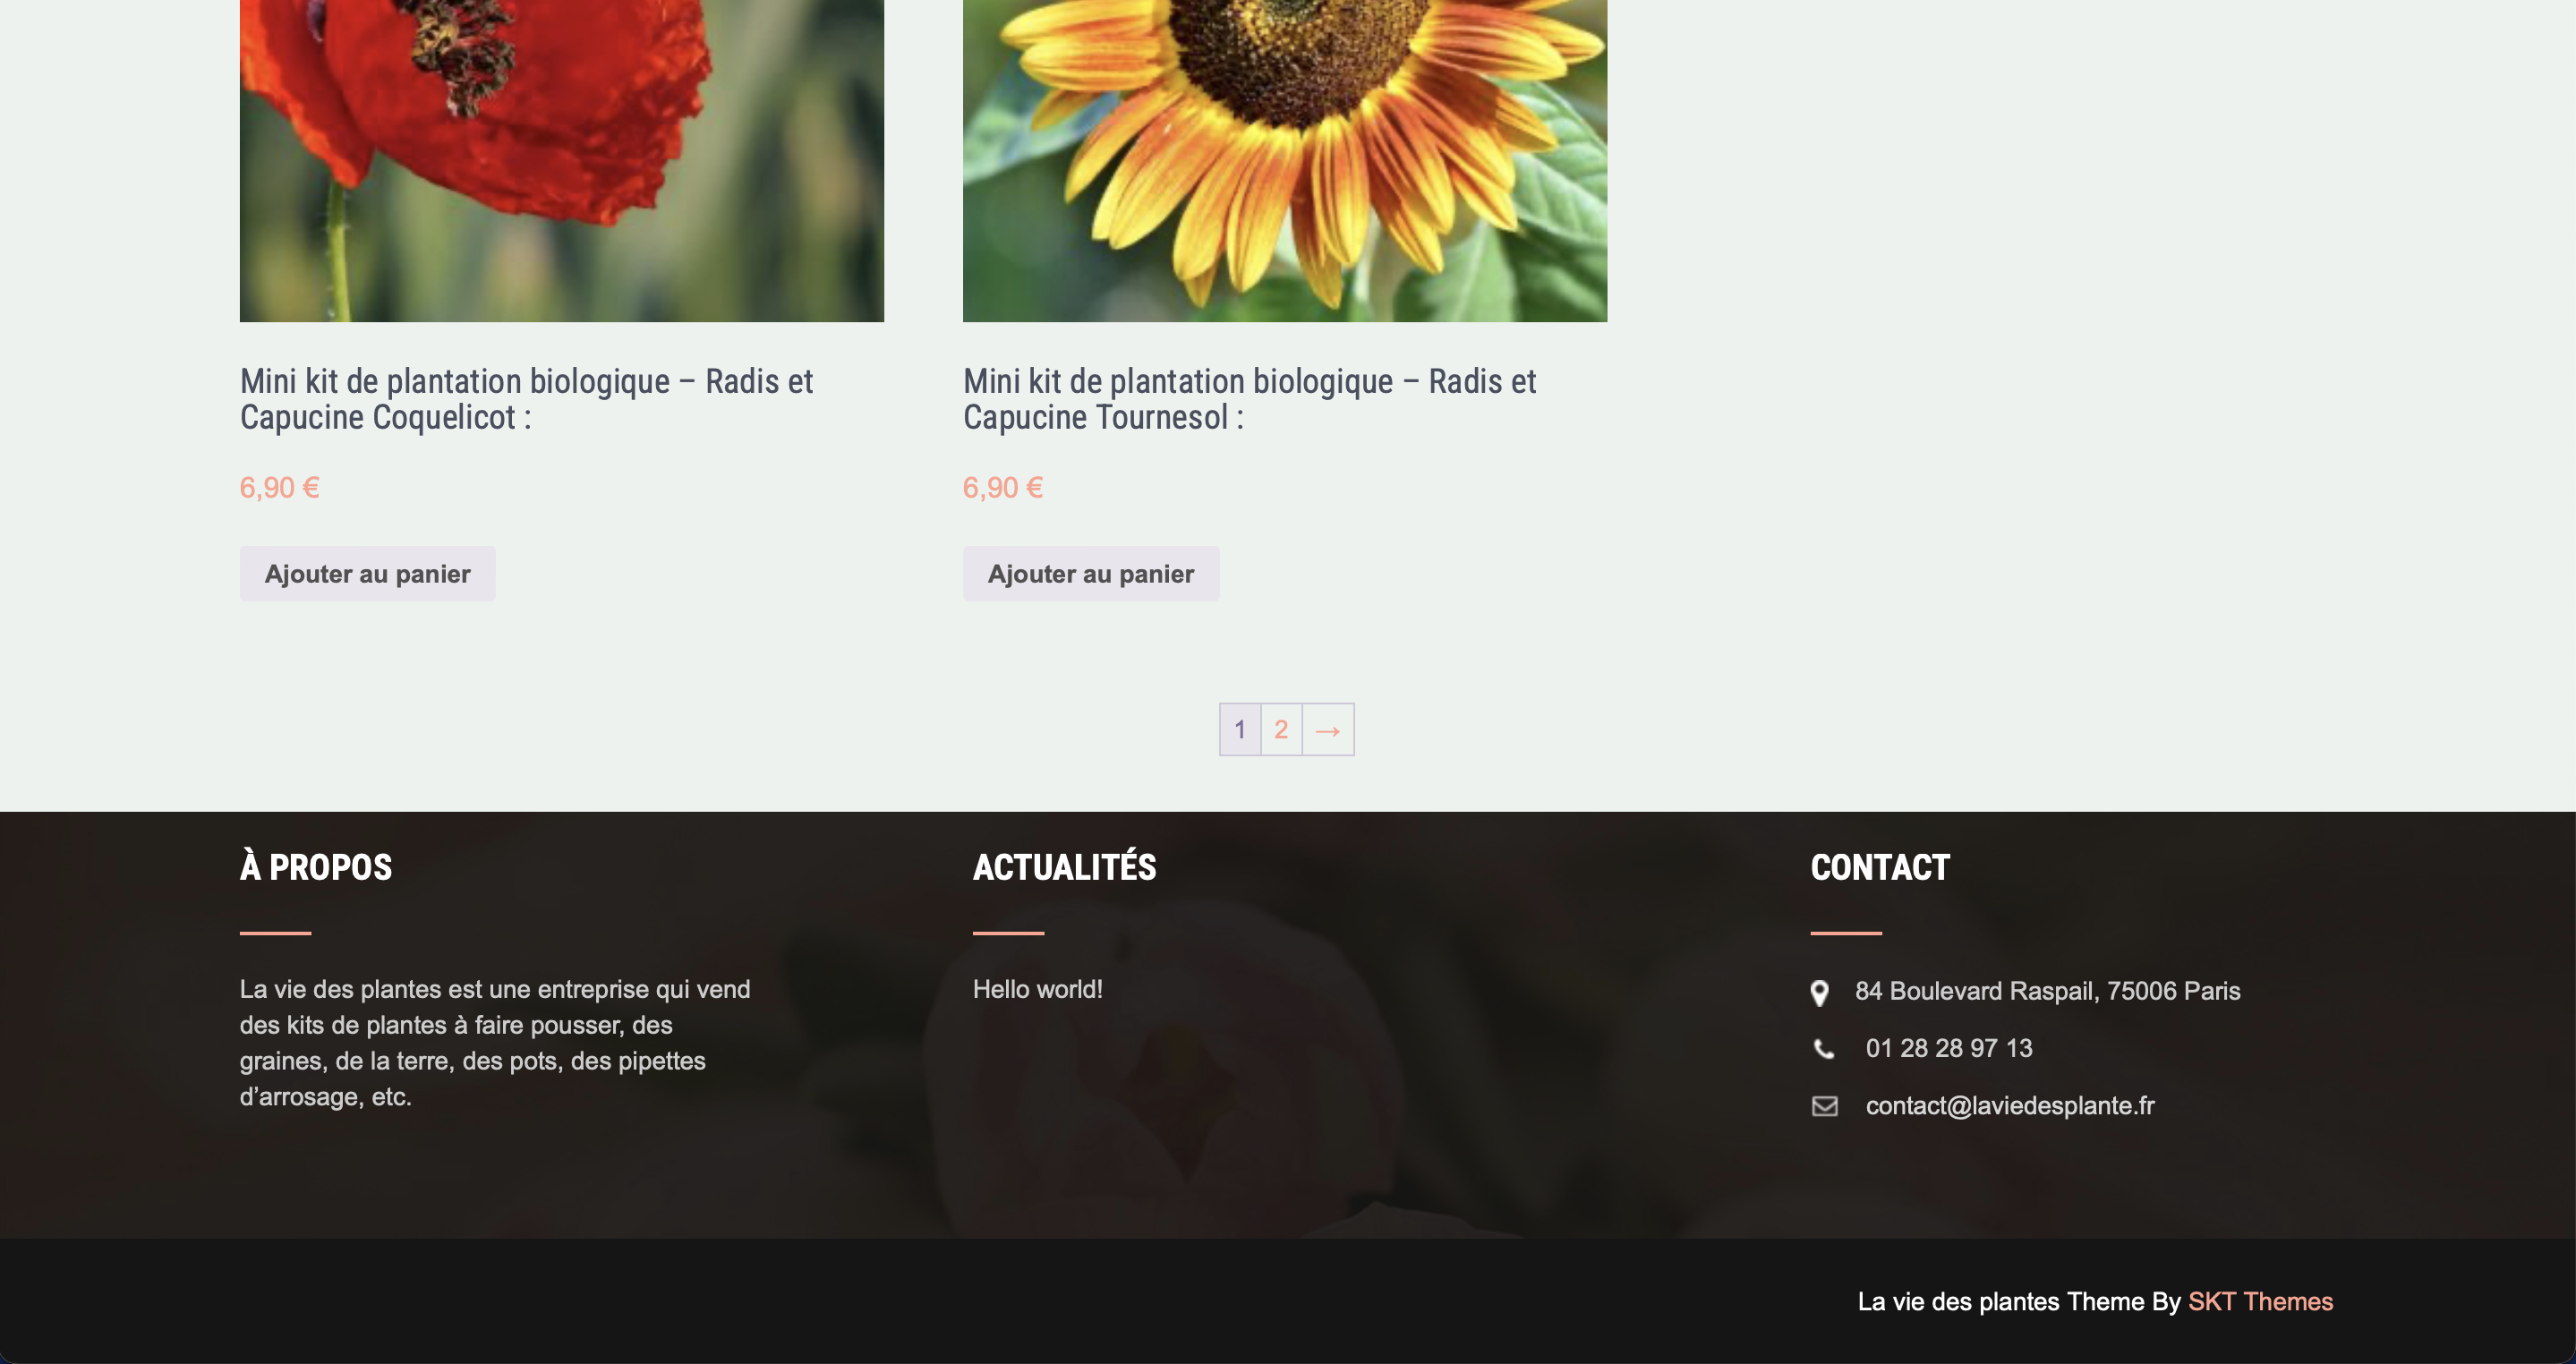 Mini kit de plantation biologique – Radis et
Capucine Coquelicot :
6,90 €
Ajouter au panier
Mini kit de plantation biologique – Radis et
Capucine Tournesol :
6,90 €
Ajouter au panier
1 2 →
À PROPOS
La vie des plantes est une entreprise qui vend
des kits de plantes à faire pousser, des
graines, de la terre, des pots, des pipettes
d’arrosage, etc.
ACTUALITÉS
Hello world!
CONTACT
84 Boulevard Raspail, 75006 Paris
01 28 28 97 13
contact@laviedesplante.fr
La vie des plantes Theme By SKT Themes